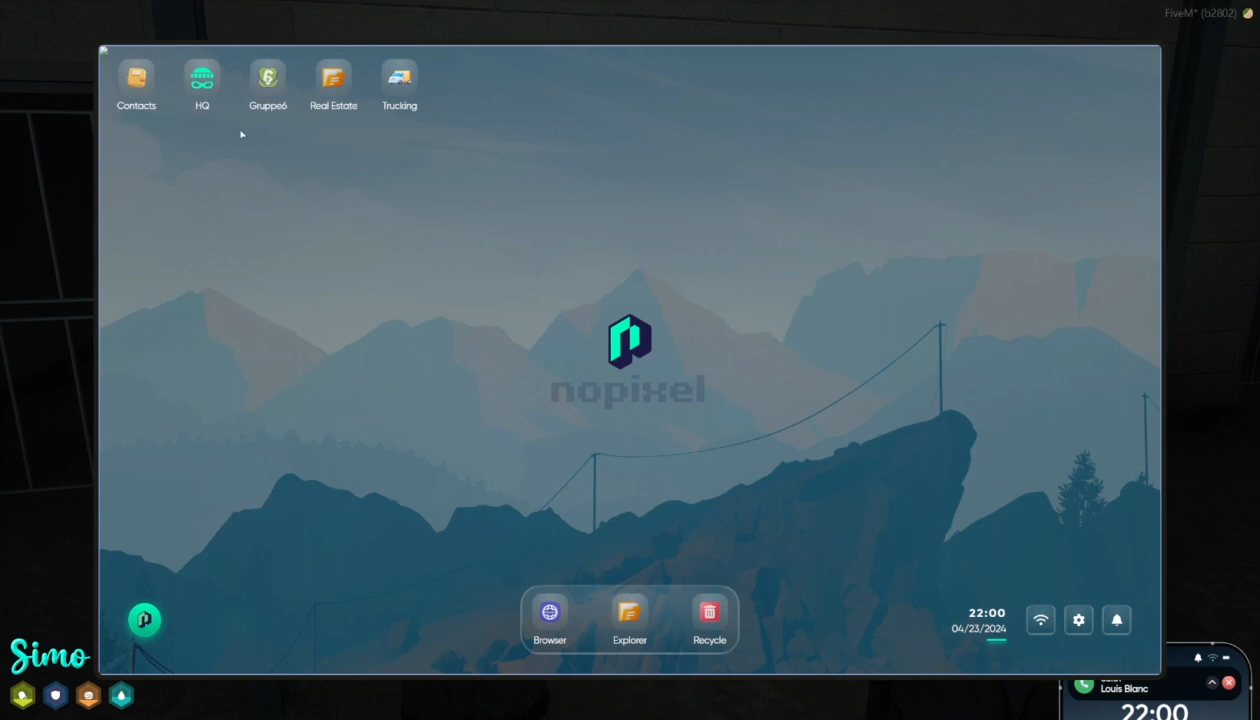 FiveM* (b2802)
Contacts
HQ
Gruppe6
Real Estate
Trucking
nopixel
22:00
04/23/2024
Browser
Explorer
Recycle
Simo
Louis Blanc
22:00